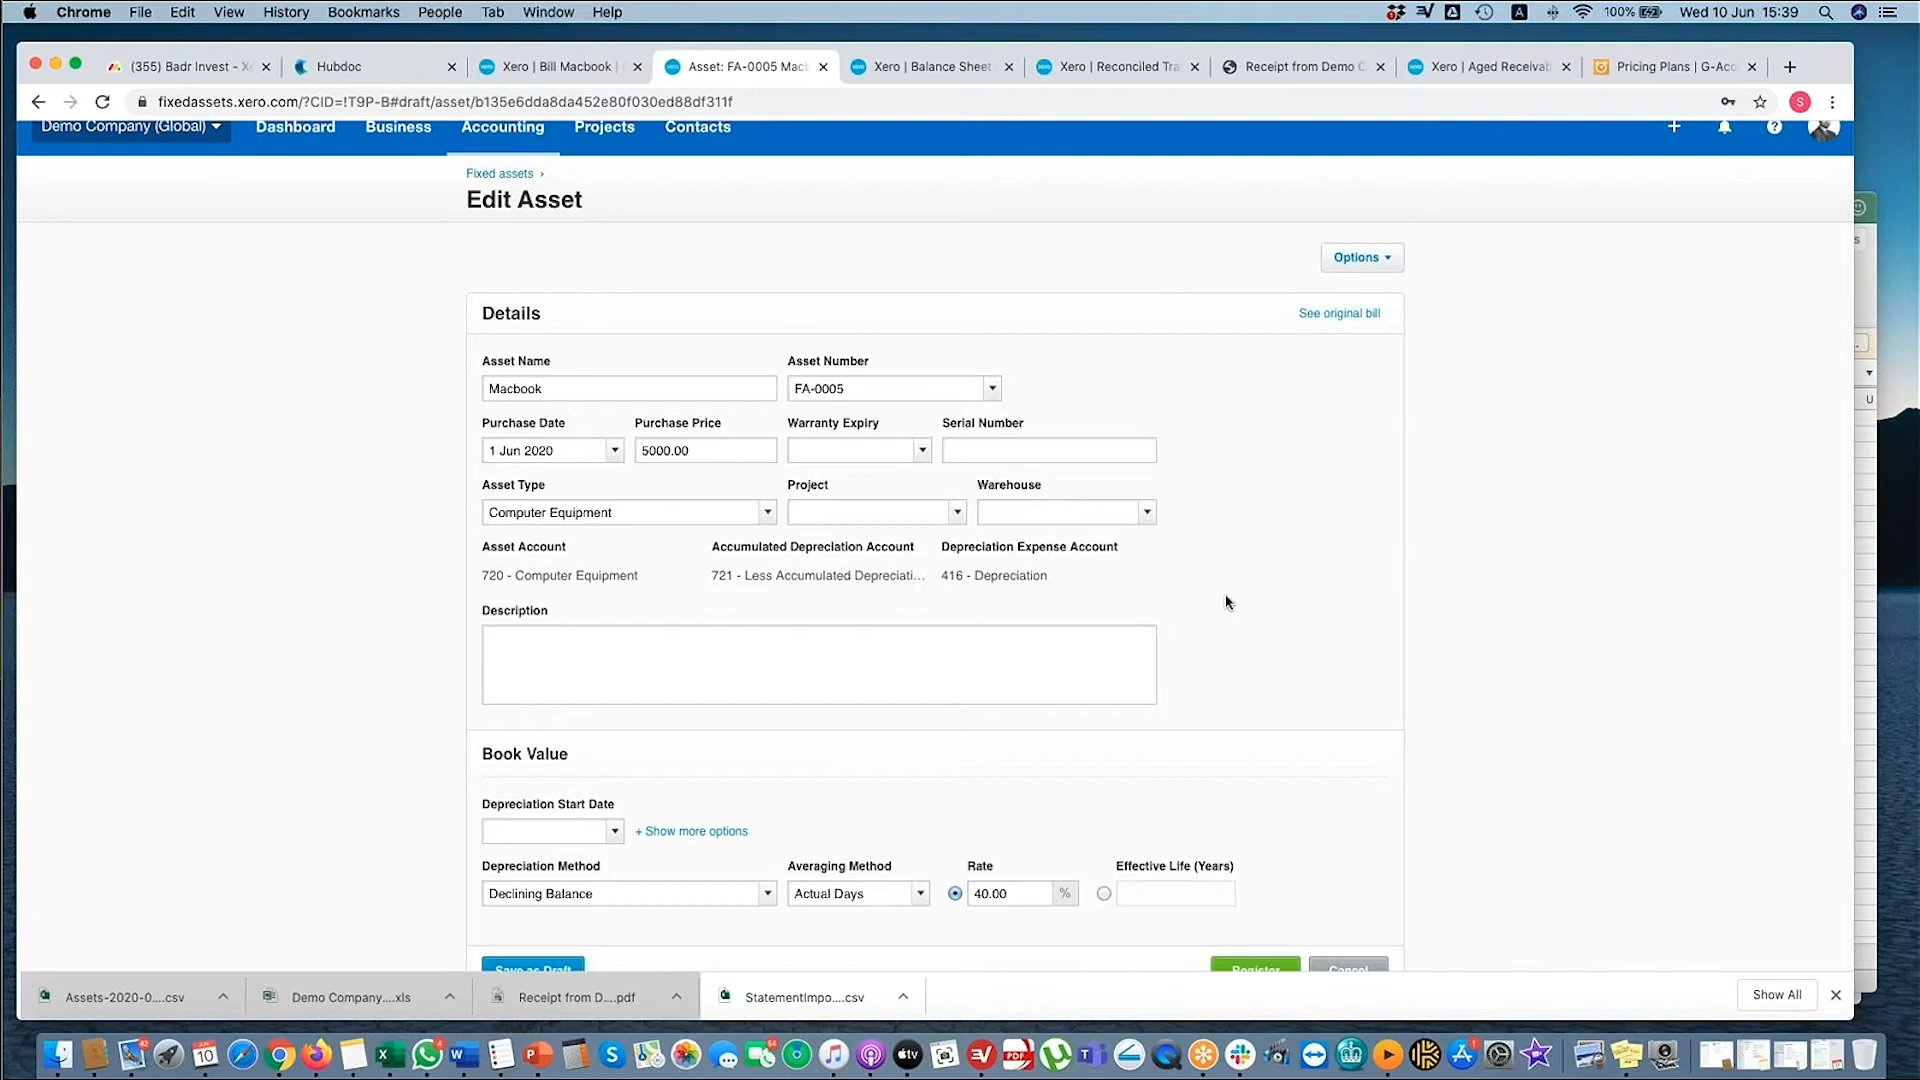 Chrome File Edit View History Bookmarks People Tab Window Help 100% Wed 10 Jun 15:39
(355) Badr Invest - Xe Hubdoc Xero | Bill Macbook | Asset: FA-0005 Macb Xero | Balance Sheet Xero | Reconciled Tra Receipt from Demo C Xero | Aged Receivab Pricing Plans | G-Acc
fixedassets.xero.com/?CID=!T9P-B#draft/asset/b135e6dda8da452e80f030ed88df311f S
Demo Company (Global) Dashboard Business Accounting Projects Contacts
Fixed assets ›
Edit Asset
Options
Details See original bill
Asset Name Asset Number
Macbook FA-0005
Purchase Date Purchase Price Warranty Expiry Serial Number
1 Jun 2020 5000.00
Asset Type Project Warehouse
Computer Equipment
Asset Account Accumulated Depreciation Account Depreciation Expense Account
720 - Computer Equipment 721 - Less Accumulated Depreciati... 416 - Depreciation
Description
Book Value
Depreciation Start Date
+ Show more options
Depreciation Method Averaging Method Rate Effective Life (Years)
Declining Balance Actual Days 40.00 %
Save as Draft Register Cancel
Assets-2020-0....csv Demo Company....xls Receipt from D....pdf StatementImpo....csv Show All